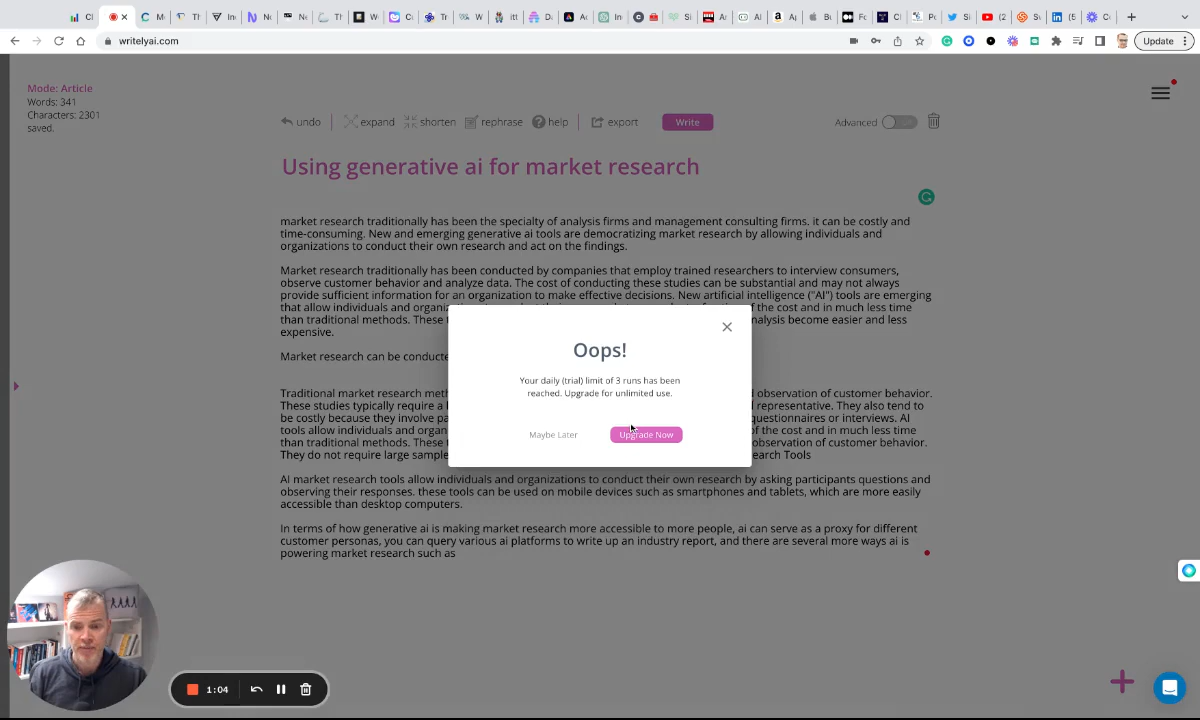 writelyai.com
Update
Mode: Article
Words: 341
Characters: 2301
saved.
undo
expand
shorten
rephrase
help
export
Write
Advanced
Using generative ai for market research
market research traditionally has been the specialty of analysis firms and management consulting firms. it can be costly and
time-consuming. New and emerging generative ai tools are democratizing market research by allowing individuals and
organizations to conduct their own research and act on the findings.
Market research traditionally has been conducted by companies that employ trained researchers to interview consumers,
observe customer behavior and analyze data. The cost of conducting these studies can be substantial and may not always
provide sufficient information for an organization to make effective decisions. New artificial intelligence ("AI") tools are emerging
that allow individuals and of the cost and in much less time
than traditional methods. These analysis become easier and less
expensive.
Market research can be
Traditional market research observation of customer behavior.
These studies typically require a representative. They also tend to
be costly because they involve questionnaires or interviews. AI
tools allow individuals and of the cost and in much less time
than traditional methods. These observation of customer behavior.
They do not require large Tools
AI market research tools allow individuals and organizations to conduct their own research by asking participants questions and
observing their responses. these tools can be used on mobile devices such as smartphones and tablets, which are more easily
accessible than desktop computers.
In terms of how generative ai is making market research more accessible to more people, ai can serve as a proxy for different
customer personas, you can query various ai platforms to write up an industry report, and there are several more ways ai is
powering market research such as
Oops!
Your daily (trial) limit of 3 runs has been
reached. Upgrade for unlimited use.
Maybe Later
Upgrade Now
1:04